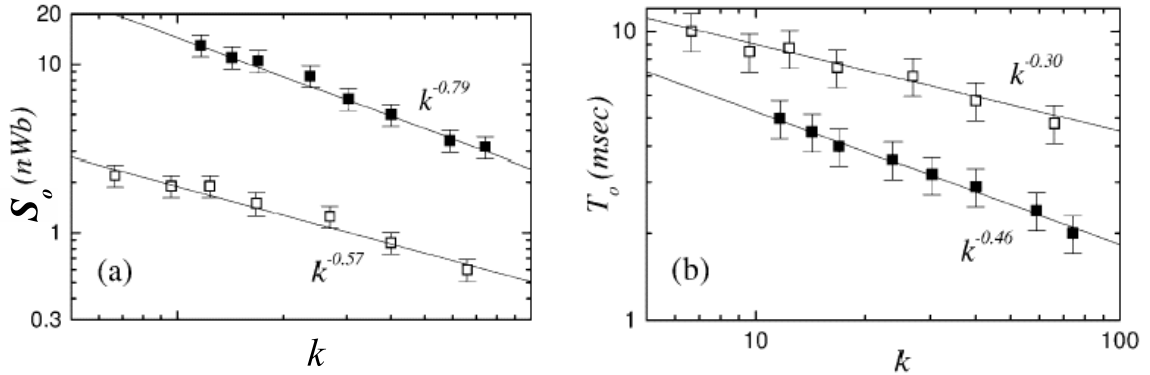 20
10
1
0.3
S_o (nWb)
k^-0.79
k^-0.57
(a)
k
10
1
T_o (msec)
k^-0.30
k^-0.46
(b)
10
100
k